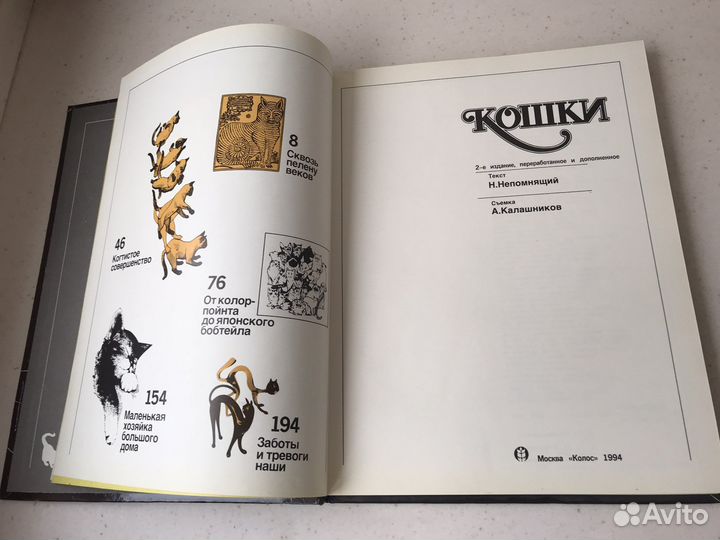 8
Сквозь
пелену
веков
46
Когтистое
совершенство
76
От колор-
пойнта
до японского
бобтейла
154
Маленькая
хозяйка
большого
дома
194
Заботы
и тревоги
наши
КОШКИ
2-е издание, переработанное и дополненное
Текст
Н.Непомнящий
Съемка
А.Калашников
Москва «Колос» 1994
Avito